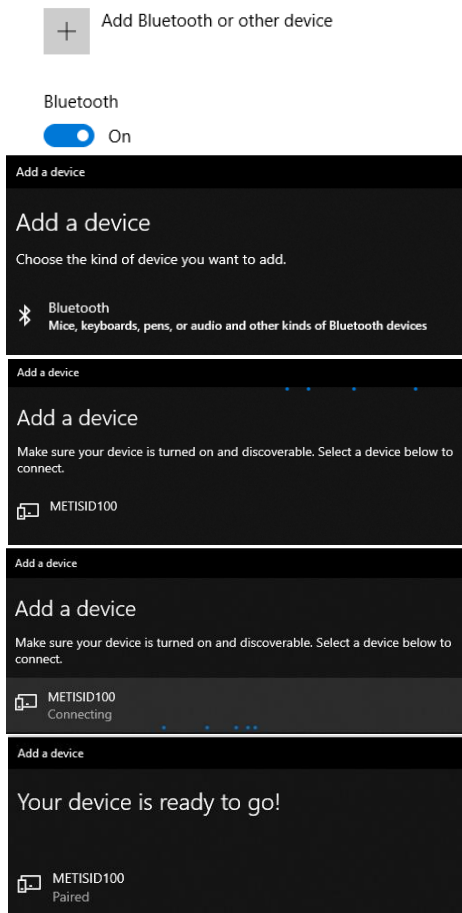 Add Bluetooth or other device
Bluetooth
On
Add a device
Add a device
Choose the kind of device you want to add.
Bluetooth
Mice, keyboards, pens, or audio and other kinds of Bluetooth devices
Add a device
Add a device
Make sure your device is turned on and discoverable. Select a device below to
connect.
METISID100
Add a device
Add a device
Make sure your device is turned on and discoverable. Select a device below to
connect.
METISID100
Connecting
Add a device
Your device is ready to go!
METISID100
Paired